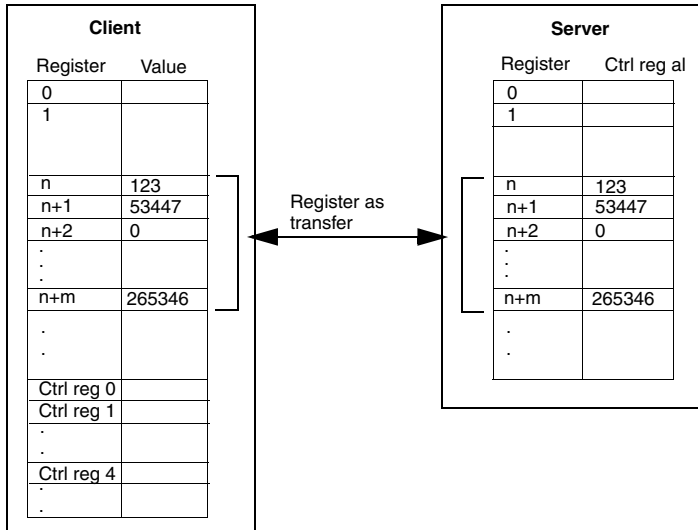 Client
Register Value
0
1
n 123
n+1 53447
n+2 0
.
.
.
n+m 265346
.
.
Ctrl reg 0
Ctrl reg 1
.
.
Ctrl reg 4
.
.
Register as
transfer
Server
Register Ctrl reg al
0
1
n 123
n+1 53447
n+2 0
.
.
.
n+m 265346
.
.